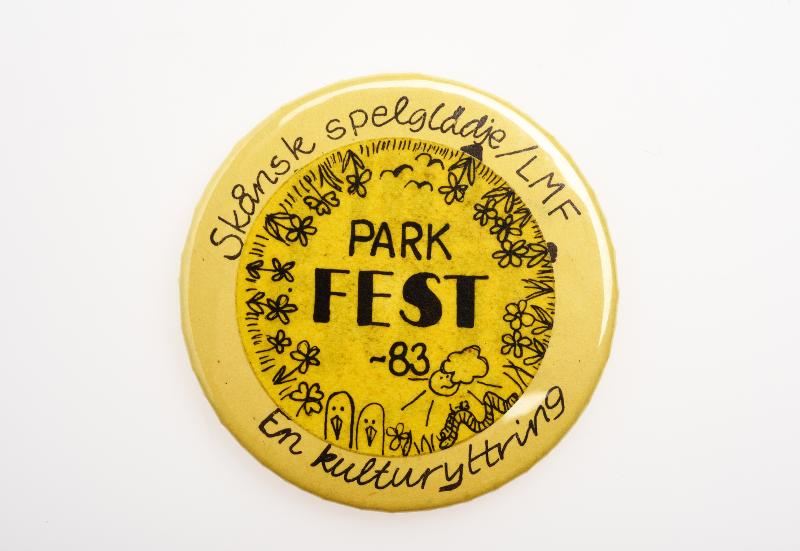 Skånsk spelglädje/LMF
PARK
FEST
~83
En kulturyttring